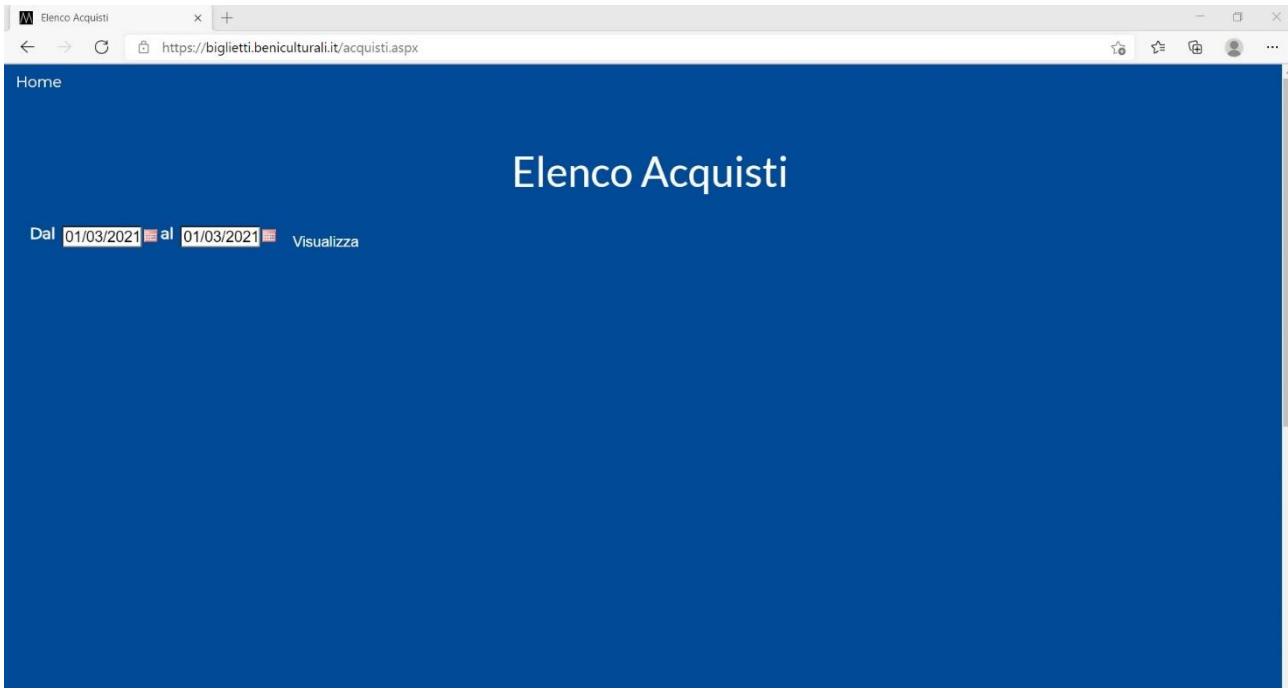 Elenco Acquisti
https://biglietti.beniculturali.it/acquisti.aspx
Home
Elenco Acquisti
Dal 01/03/2021 al 01/03/2021 Visualizza